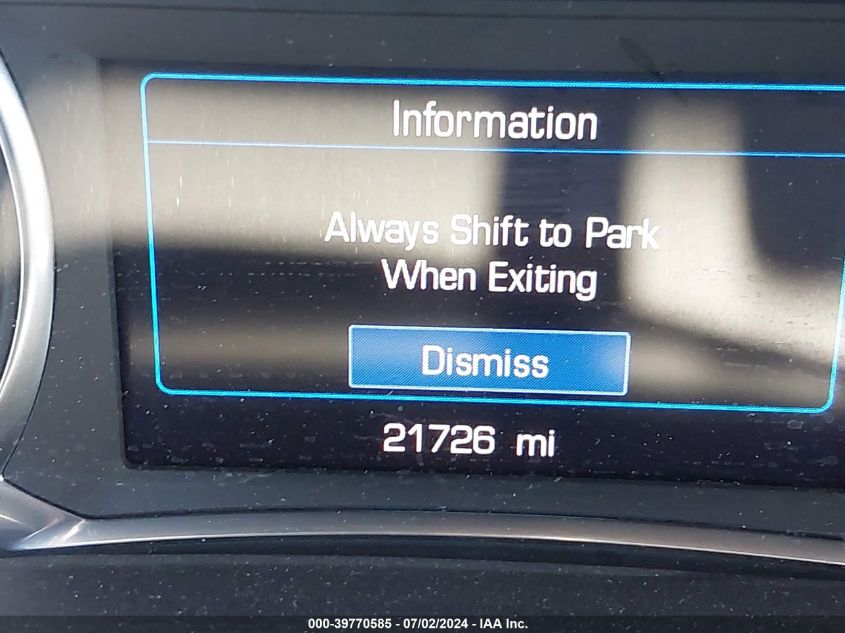 Information
Always Shift to Park
When Exiting
Dismiss
21726 mi
000-39770585 - 07/02/2024 - IAA Inc.